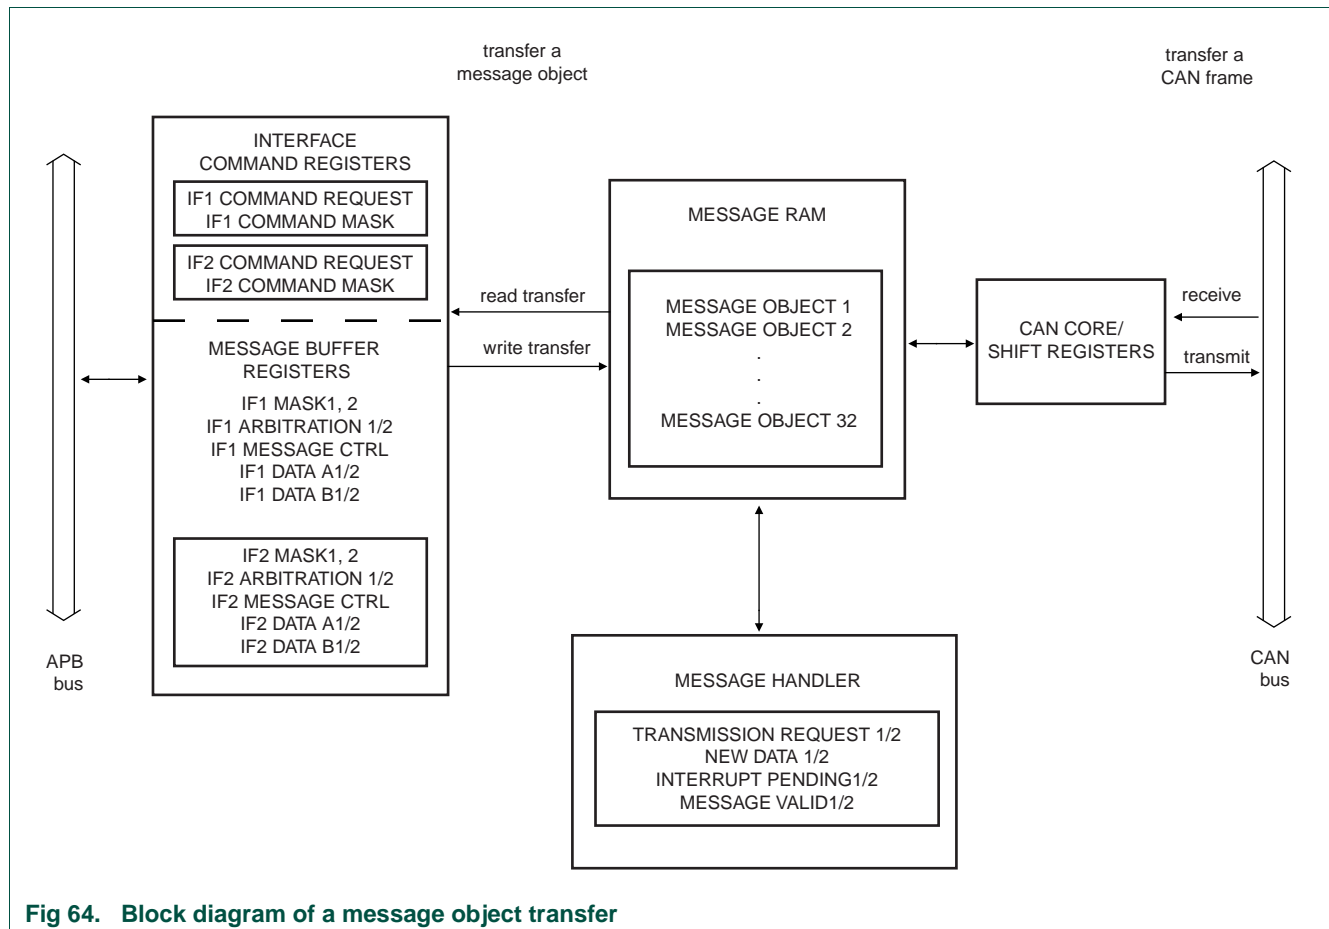 transfer a
message object
transfer a
CAN frame
INTERFACE
COMMAND REGISTERS
IF1 COMMAND REQUEST
IF1 COMMAND MASK
IF2 COMMAND REQUEST
IF2 COMMAND MASK
MESSAGE BUFFER
REGISTERS
IF1 MASK1, 2
IF1 ARBITRATION 1/2
IF1 MESSAGE CTRL
IF1 DATA A1/2
IF1 DATA B1/2
IF2 MASK1, 2
IF2 ARBITRATION 1/2
IF2 MESSAGE CTRL
IF2 DATA A1/2
IF2 DATA B1/2
APB
bus
read transfer
write transfer
MESSAGE RAM
MESSAGE OBJECT 1
MESSAGE OBJECT 2
.
.
.
MESSAGE OBJECT 32
CAN CORE/
SHIFT REGISTERS
receive
transmit
CAN
bus
MESSAGE HANDLER
TRANSMISSION REQUEST 1/2
NEW DATA 1/2
INTERRUPT PENDING1/2
MESSAGE VALID1/2
Fig 64. Block diagram of a message object transfer